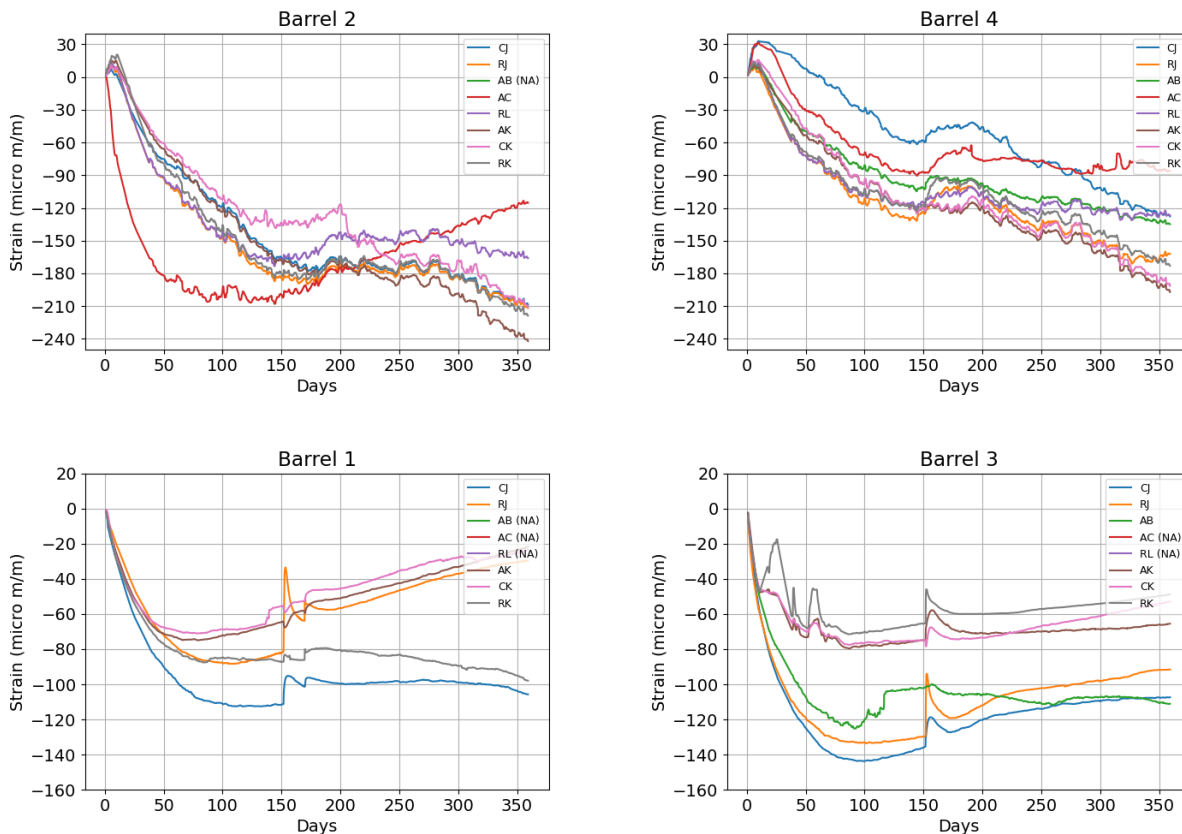 Barrel 2
30
0
−30
−60
−90
−120
−150
−180
−210
−240
Strain (micro m/m)
0 50 100 150 200 250 300 350
Days
CJ
RJ
AB (NA)
AC
RL
AK
CK
RK
Barrel 4
30
0
−30
−60
−90
−120
−150
−180
−210
−240
Strain (micro m/m)
0 50 100 150 200 250 300 350
Days
CJ
RJ
AB
AC
RL
AK
CK
RK
Barrel 1
20
0
−20
−40
−60
−80
−100
−120
−140
−160
Strain (micro m/m)
0 50 100 150 200 250 300 350
Days
CJ
RJ
AB (NA)
AC (NA)
RL (NA)
AK
CK
RK
Barrel 3
20
0
−20
−40
−60
−80
−100
−120
−140
−160
Strain (micro m/m)
0 50 100 150 200 250 300 350
Days
CJ
RJ
AB
AC (NA)
RL (NA)
AK
CK
RK